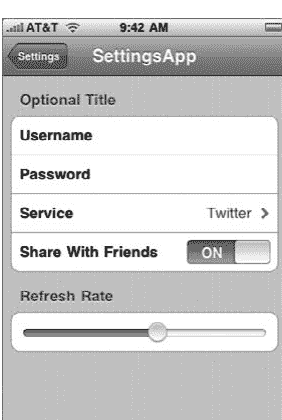 AT&T 9:42 AM
Settings SettingsApp
Optional Title
Username
Password
Service Twitter >
Share With Friends ON
Refresh Rate